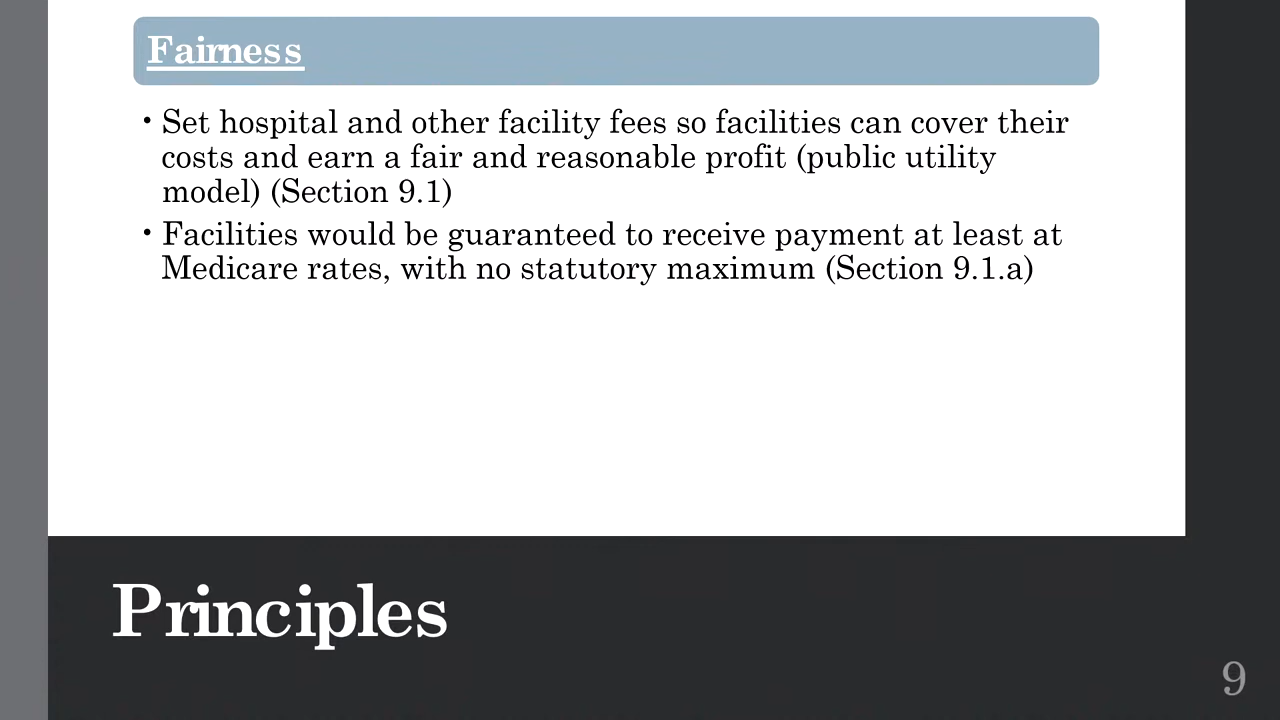 Fairness
• Set hospital and other facility fees so facilities can cover their
costs and earn a fair and reasonable profit (public utility
model) (Section 9.1)
• Facilities would be guaranteed to receive payment at least at
Medicare rates, with no statutory maximum (Section 9.1.a)
Principles
9